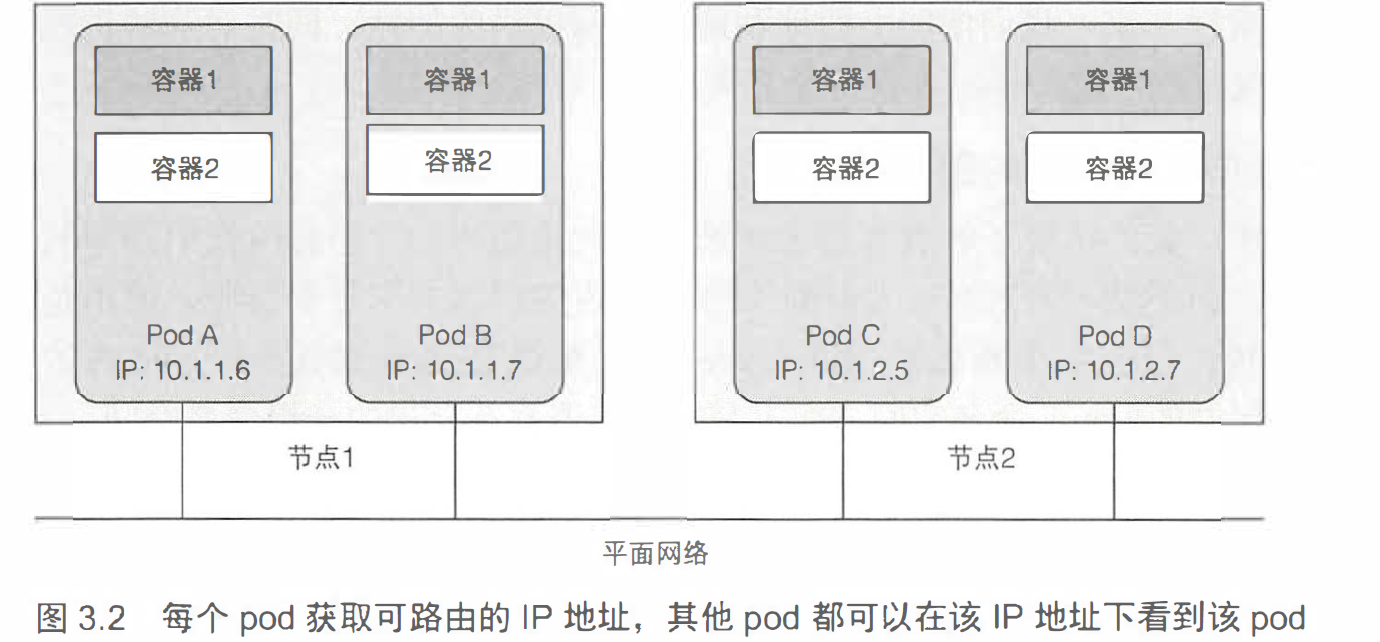 容器1 容器1 容器1 容器1
容器2 容器2 容器2 容器2
Pod A Pod B Pod C Pod D
IP: 10.1.1.6 IP: 10.1.1.7 IP: 10.1.2.5 IP: 10.1.2.7
节点1 节点2
平面网络
图 3.2 每个 pod 获取可路由的 IP 地址，其他 pod 都可以在该 IP 地址下看到该 pod